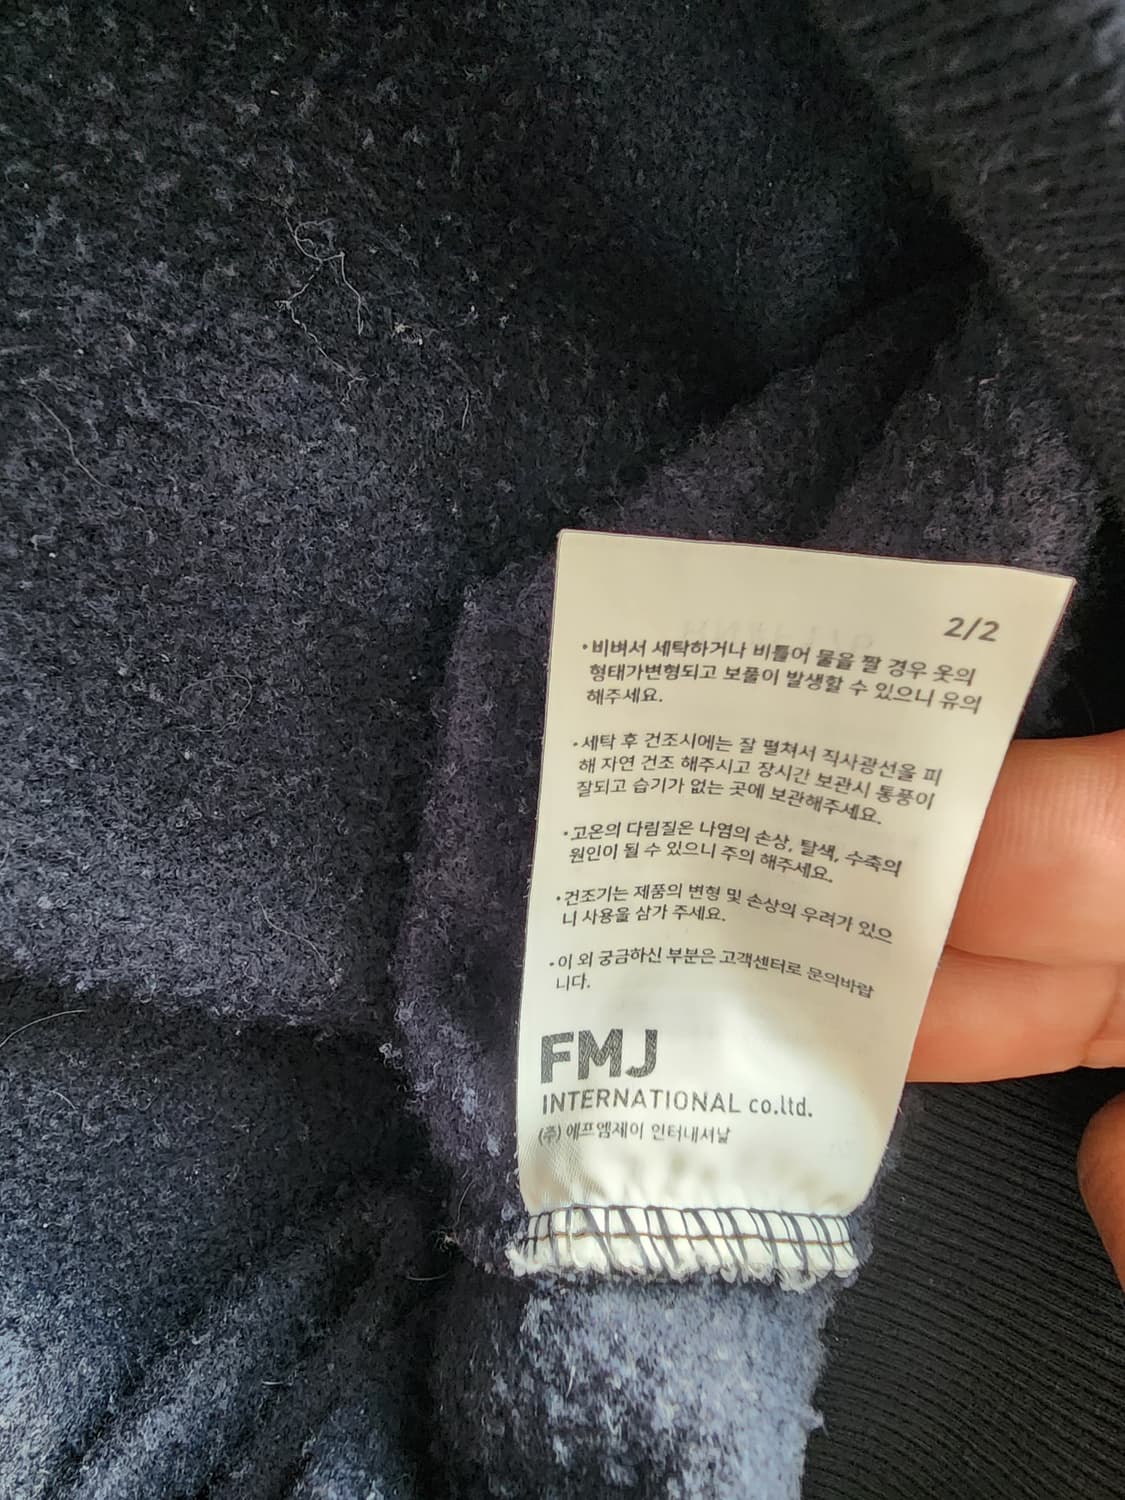 2/2
•비벼서 세탁하거나 비틀어 물을 짤 경우 옷의
형태가변형되고 보풀이 발생할 수 있으니 유의
해주세요.
•세탁 후 건조시에는 잘 펼쳐서 직사광선을 피
해 자연 건조 해주시고 장시간 보관시 통풍이
잘되고 습기가 없는 곳에 보관해주세요.
•고온의 다림질은 나염의 손상, 탈색, 수축의
원인이 될 수 있으니 주의 해주세요.
•건조기는 제품의 변형 및 손상의 우려가 있으
니 사용을 삼가 주세요.
•이 외 궁금하신 부분은 고객센터로 문의바랍
니다.
FMJ
INTERNATIONAL co.ltd.
(주) 에프엠제이 인터내셔날